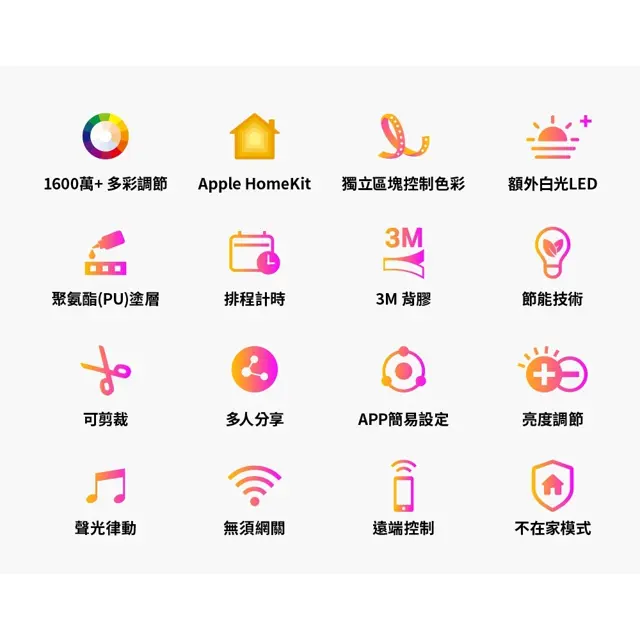 1600萬+ 多彩調節
Apple HomeKit
獨立區塊控制色彩
額外白光LED
聚氨酯(PU)塗層
排程計時
3M
3M 背膠
節能技術
可剪裁
多人分享
APP簡易設定
亮度調節
聲光律動
無須網關
遠端控制
不在家模式